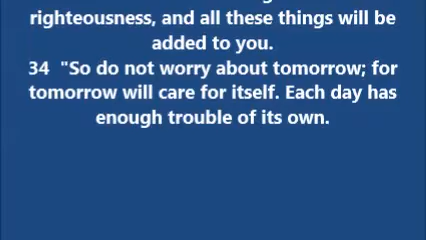 righteousness, and all these things will be
added to you.
34 "So do not worry about tomorrow; for
tomorrow will care for itself. Each day has
enough trouble of its own.